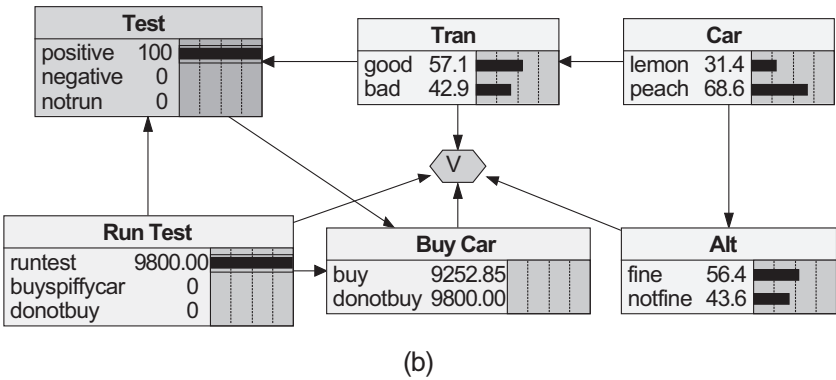 Test
positive 100
negative 0
notrun 0
Tran
good 57.1
bad 42.9
Car
lemon 31.4
peach 68.6
V
Run Test
runtest 9800.00
buyspiffycar 0
donotbuy 0
Buy Car
buy 9252.85
donotbuy 9800.00
Alt
fine 56.4
notfine 43.6
(b)